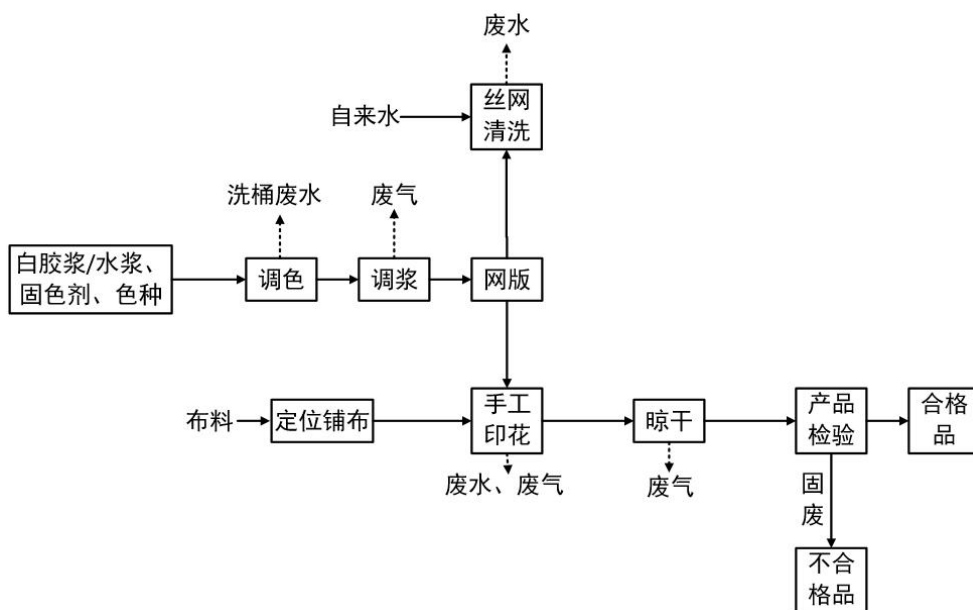 废水
自来水
丝网
清洗
洗桶废水
废气
白胶浆/水浆、
固色剂、色种
调色
调浆
网版
布料
定位铺布
手工
印花
晾干
产品
检验
合格
品
废水、废气
废气
固
废
不合
格品